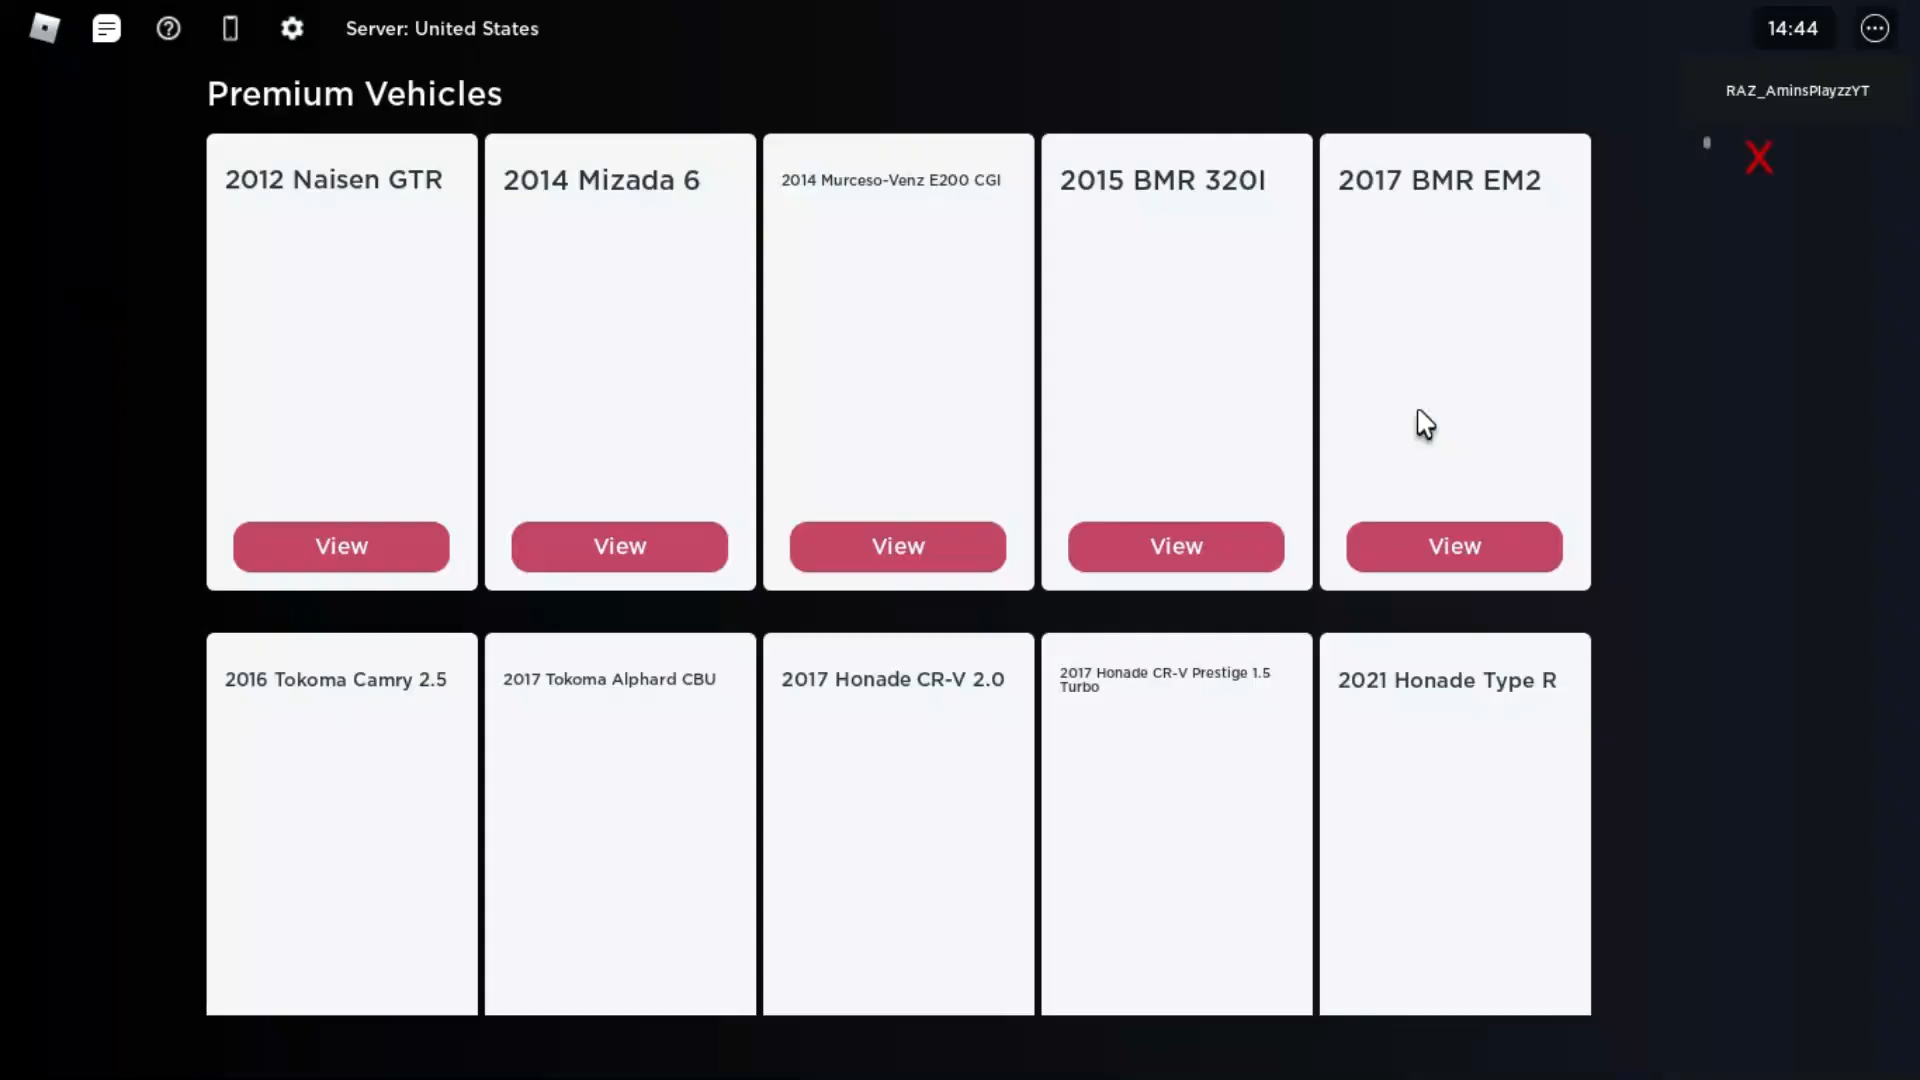 Server: United States
14:44
RAZ_AminsPlayzzYT
Premium Vehicles
X
2012 Naisen GTR
2014 Mizada 6
2014 Murceso-Venz E200 CGI
2015 BMR 320I
2017 BMR EM2
View
View
View
View
View
2016 Tokoma Camry 2.5
2017 Tokoma Alphard CBU
2017 Honade CR-V 2.0
2017 Honade CR-V Prestige 1.5
Turbo
2021 Honade Type R